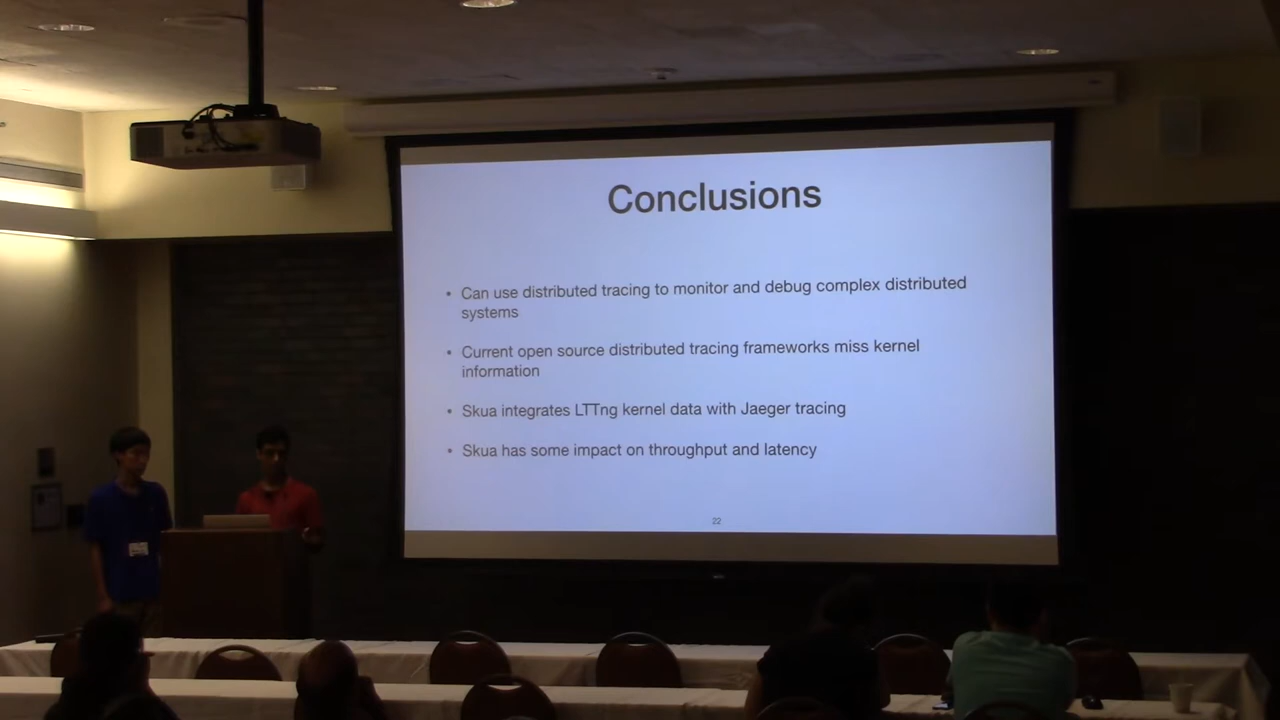 Conclusions
• Can use distributed tracing to monitor and debug complex distributed
systems
• Current open source distributed tracing frameworks miss kernel
information
• Skua integrates LTTng kernel data with Jaeger tracing
• Skua has some impact on throughput and latency
22